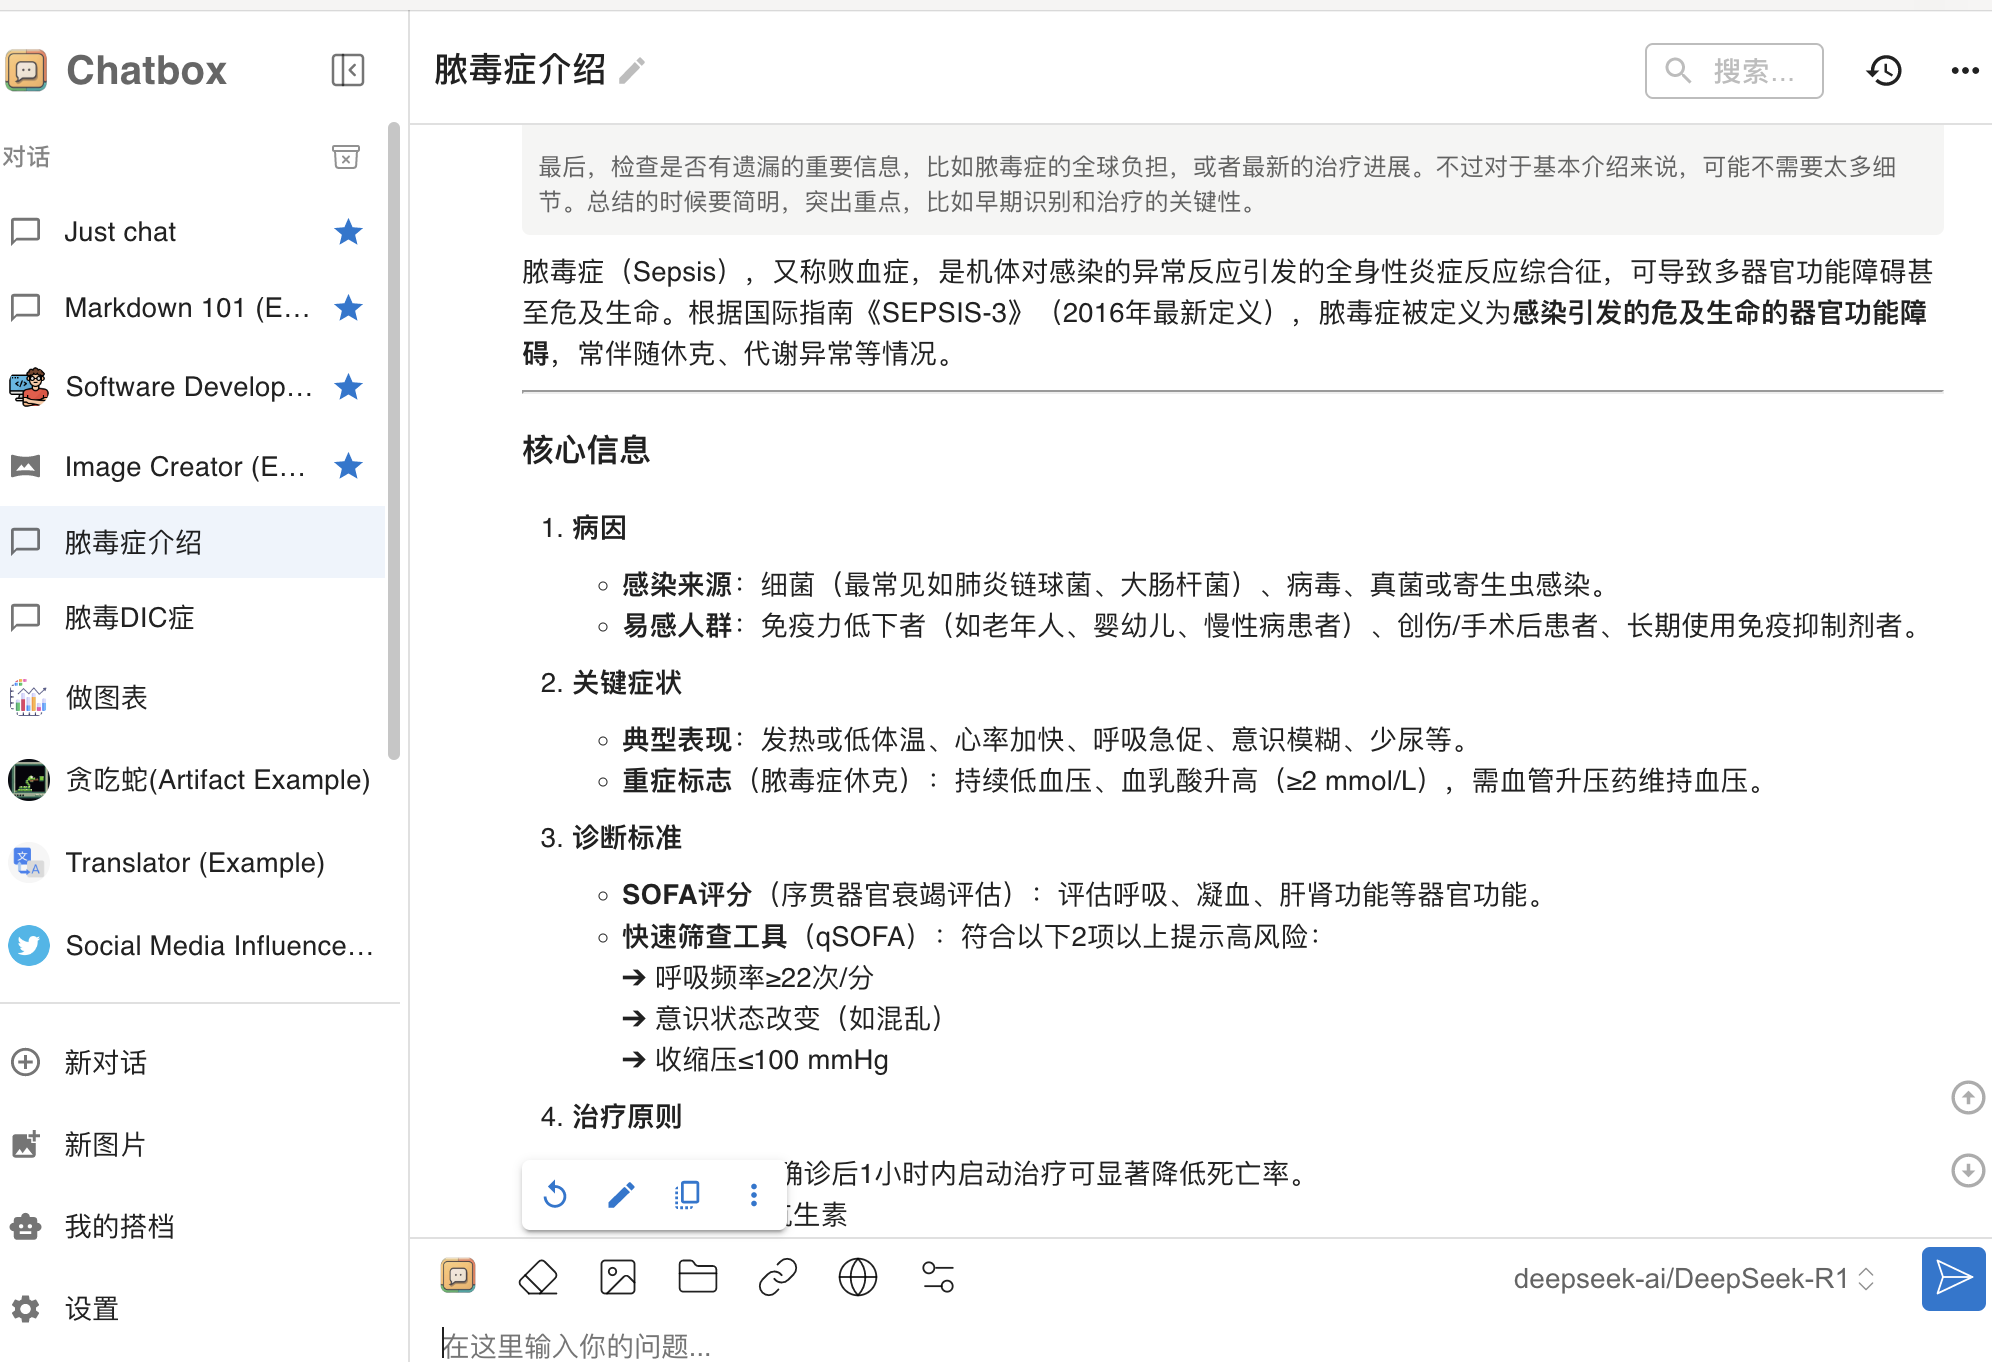 Chatbox
对话
Just chat
Markdown 101 (E...
Software Develop...
Image Creator (E...
脓毒症介绍
脓毒DIC症
做图表
贪吃蛇(Artifact Example)
Translator (Example)
Social Media Influence...
新对话
新图片
我的搭档
设置
脓毒症介绍
搜索...
最后，检查是否有遗漏的重要信息，比如脓毒症的全球负担，或者最新的治疗进展。不过对于基本介绍来说，可能不需要太多细
节。总结的时候要简明，突出重点，比如早期识别和治疗的关键性。
脓毒症（Sepsis），又称败血症，是机体对感染的异常反应引发的全身性炎症反应综合征，可导致多器官功能障碍甚
至危及生命。根据国际指南《SEPSIS-3》（2016年最新定义），脓毒症被定义为感染引发的危及生命的器官功能障
碍，常伴随休克、代谢异常等情况。
核心信息
1. 病因
感染来源：细菌（最常见如肺炎链球菌、大肠杆菌）、病毒、真菌或寄生虫感染。
易感人群：免疫力低下者（如老年人、婴幼儿、慢性病患者）、创伤/手术后患者、长期使用免疫抑制剂者。
2. 关键症状
典型表现：发热或低体温、心率加快、呼吸急促、意识模糊、少尿等。
重症标志（脓毒症休克）：持续低血压、血乳酸升高（≥2 mmol/L），需血管升压药维持血压。
3. 诊断标准
SOFA评分（序贯器官衰竭评估）：评估呼吸、凝血、肝肾功能等器官功能。
快速筛查工具（qSOFA）：符合以下2项以上提示高风险：
➔ 呼吸频率≥22次/分
➔ 意识状态改变（如混乱）
➔ 收缩压≤100 mmHg
4. 治疗原则
确诊后1小时内启动治疗可显著降低死亡率。
生素
deepseek-ai/DeepSeek-R1
在这里输入你的问题...